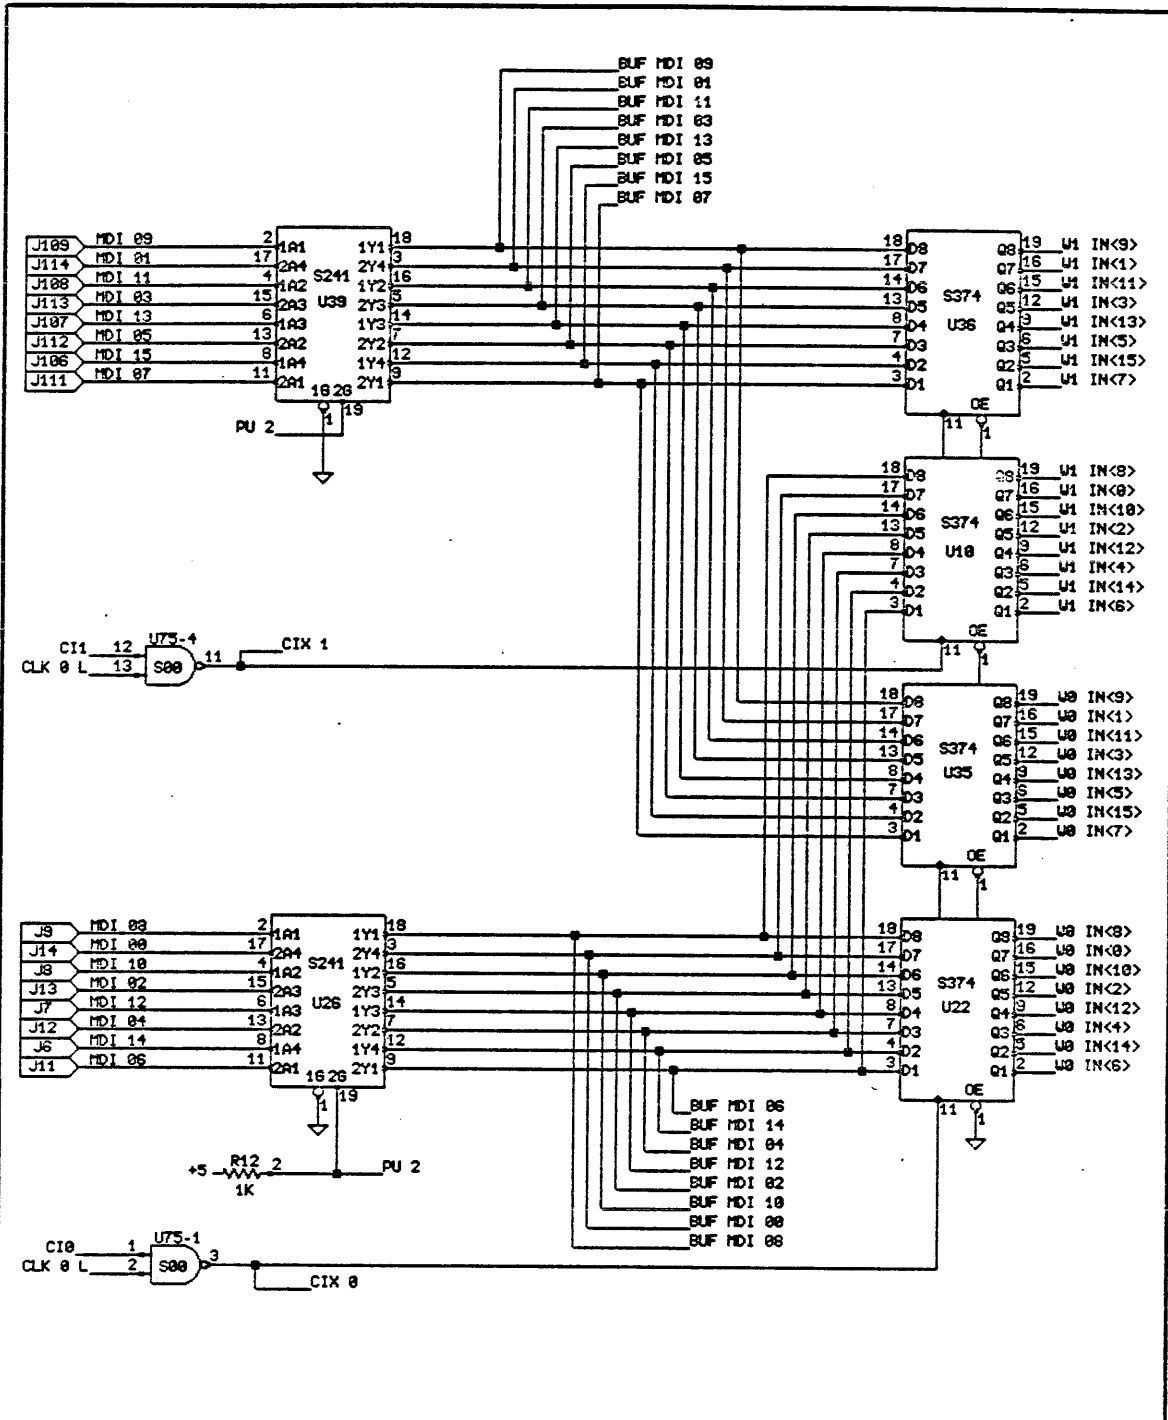 BUF MDI 09
BUF MDI 01
BUF MDI 11
BUF MDI 03
BUF MDI 13
BUF MDI 05
BUF MDI 15
BUF MDI 07
J109 MDI 09 2 1A1 1Y1 18 18 D8 Q8 19 W1 IN<9>
J114 MDI 01 17 2A4 2Y4 3 17 D7 Q7 16 W1 IN<1>
J108 MDI 11 4 1A2 1Y2 16 14 D6 Q6 15 W1 IN<11>
J113 MDI 03 15 2A3 2Y3 5 13 D5 Q5 12 W1 IN<3>
J107 MDI 13 6 1A3 1Y3 14 8 D4 Q4 9 W1 IN<13>
J112 MDI 05 13 2A2 2Y2 7 7 D3 Q3 6 W1 IN<5>
J106 MDI 15 8 1A4 1Y4 12 4 D2 Q2 5 W1 IN<15>
J111 MDI 07 11 2A1 2Y1 9 3 D1 Q1 2 W1 IN<7>
S241
U39
1G 2G
1 19
PU 2
S374
U36
OE
11 1
18 D8 Q8 19 W1 IN<8>
17 D7 Q7 16 W1 IN<0>
14 D6 Q6 15 W1 IN<10>
13 D5 Q5 12 W1 IN<2>
8 D4 Q4 9 W1 IN<12>
7 D3 Q3 6 W1 IN<4>
4 D2 Q2 5 W1 IN<14>
3 D1 Q1 2 W1 IN<6>
S374
U10
OE
11 1
U75-4
CI1 12
CLK 0 L 13
S00
11
CIX 1
18 D8 Q8 19 W0 IN<9>
17 D7 Q7 16 W0 IN<1>
14 D6 Q6 15 W0 IN<11>
13 D5 Q5 12 W0 IN<3>
8 D4 Q4 9 W0 IN<13>
7 D3 Q3 6 W0 IN<5>
4 D2 Q2 5 W0 IN<15>
3 D1 Q1 2 W0 IN<7>
S374
U35
OE
11 1
J9 MDI 08 2 1A1 1Y1 18 18 D8 Q8 19 W0 IN<8>
J14 MDI 00 17 2A4 2Y4 3 17 D7 Q7 16 W0 IN<0>
J8 MDI 10 4 1A2 1Y2 16 14 D6 Q6 15 W0 IN<10>
J13 MDI 02 15 2A3 2Y3 5 13 D5 Q5 12 W0 IN<2>
J7 MDI 12 6 1A3 1Y3 14 8 D4 Q4 9 W0 IN<12>
J12 MDI 04 13 2A2 2Y2 7 7 D3 Q3 6 W0 IN<4>
J6 MDI 14 8 1A4 1Y4 12 4 D2 Q2 5 W0 IN<14>
J11 MDI 06 11 2A1 2Y1 9 3 D1 Q1 2 W0 IN<6>
S241
U26
1G 2G
1 19
S374
U22
OE
11 1
BUF MDI 06
BUF MDI 14
BUF MDI 04
BUF MDI 12
BUF MDI 02
BUF MDI 10
BUF MDI 00
BUF MDI 08
+5 R12 2 PU 2
1K
U75-1
CI0 1
CLK 0 L 2
S00
3
CIX 0